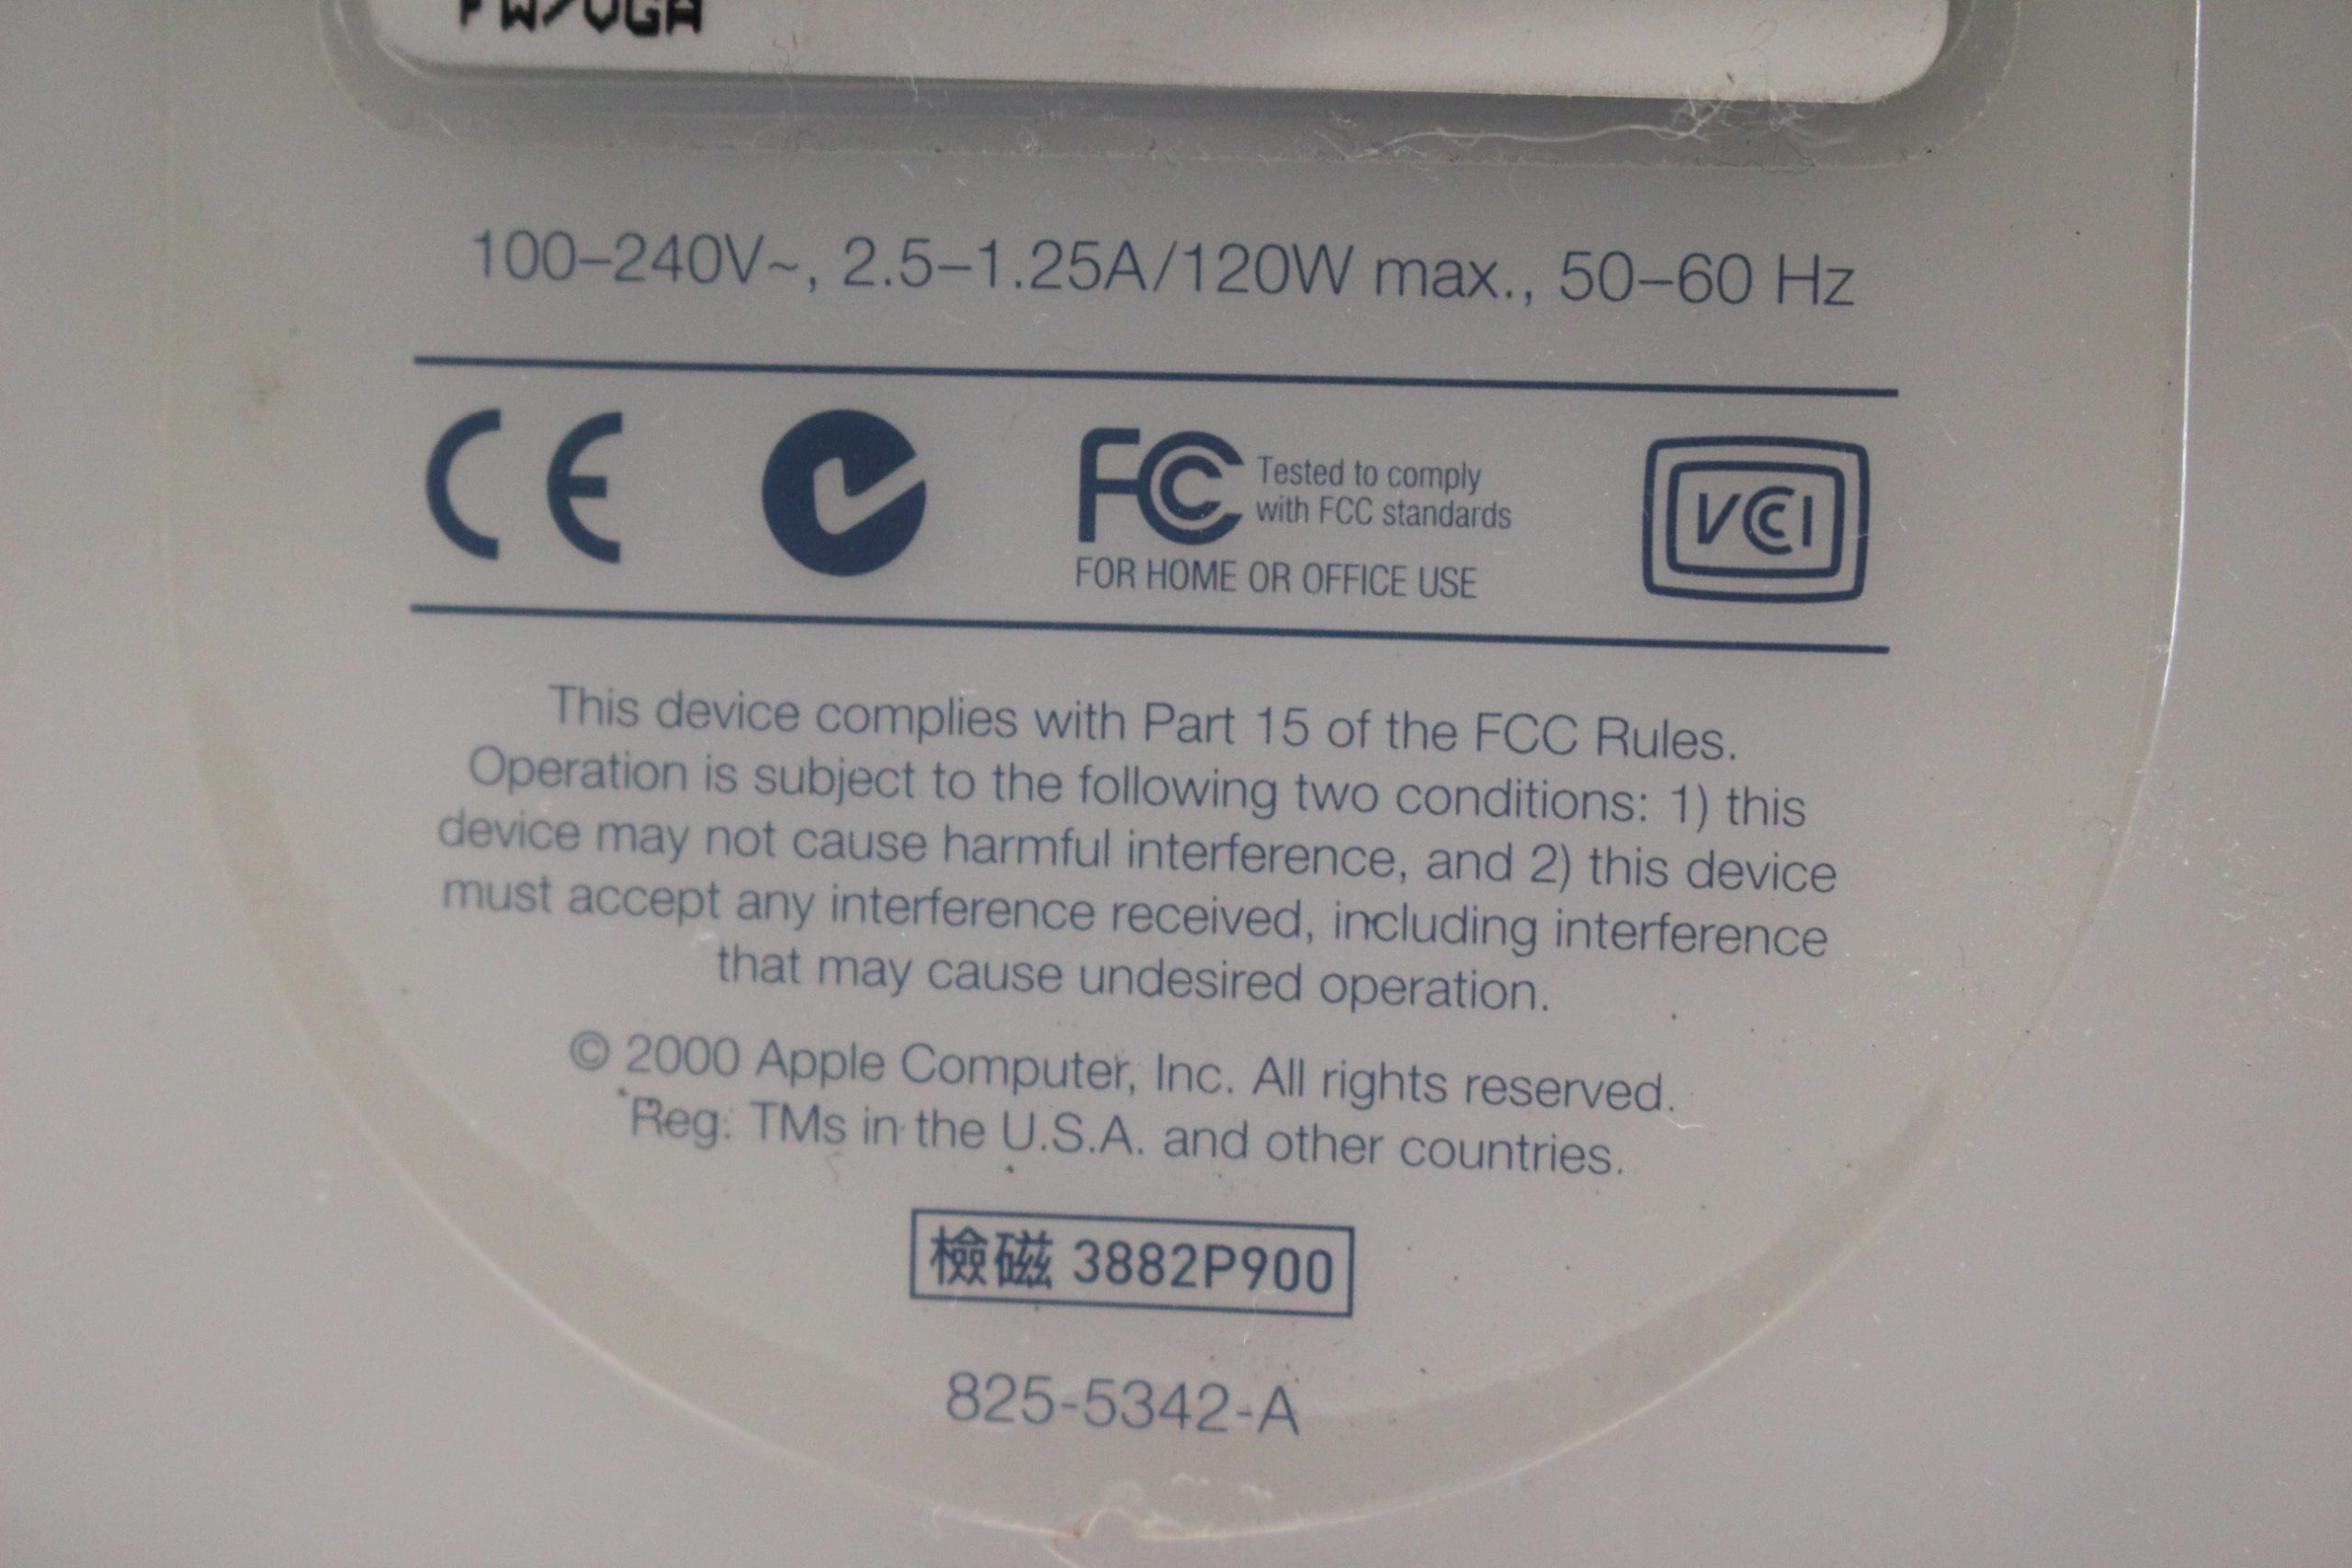 FW/VGA
100–240V~, 2.5–1.25A/120W max., 50–60 Hz
CE
FC Tested to comply
with FCC standards
FOR HOME OR OFFICE USE
VCCI
This device complies with Part 15 of the FCC Rules.
Operation is subject to the following two conditions: 1) this
device may not cause harmful interference, and 2) this device
must accept any interference received, including interference
that may cause undesired operation.
© 2000 Apple Computer, Inc. All rights reserved.
Reg. TMs in the U.S.A. and other countries.
檢磁 3882P900
825-5342-A